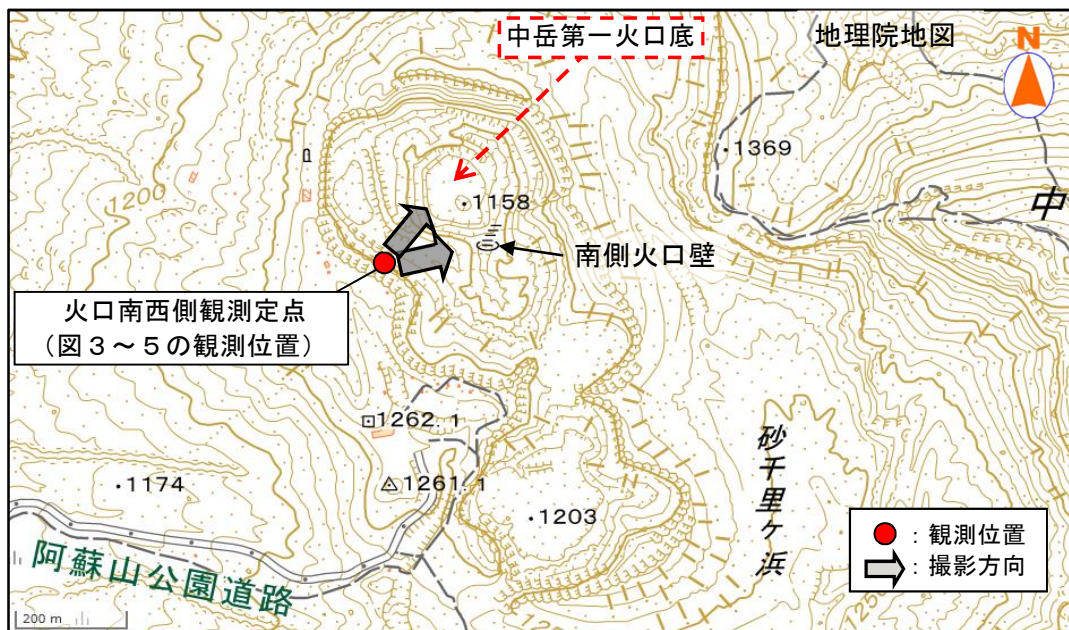 中岳第一火口底
地理院地図
N
1369
1200
中
1158
南側火口壁
火口南西側観測定点
（図３～５の観測位置）
1262.1
砂千里ヶ浜
1261.1
1174
1203
：観測位置
：撮影方向
阿蘇山公園道路
125
200 m